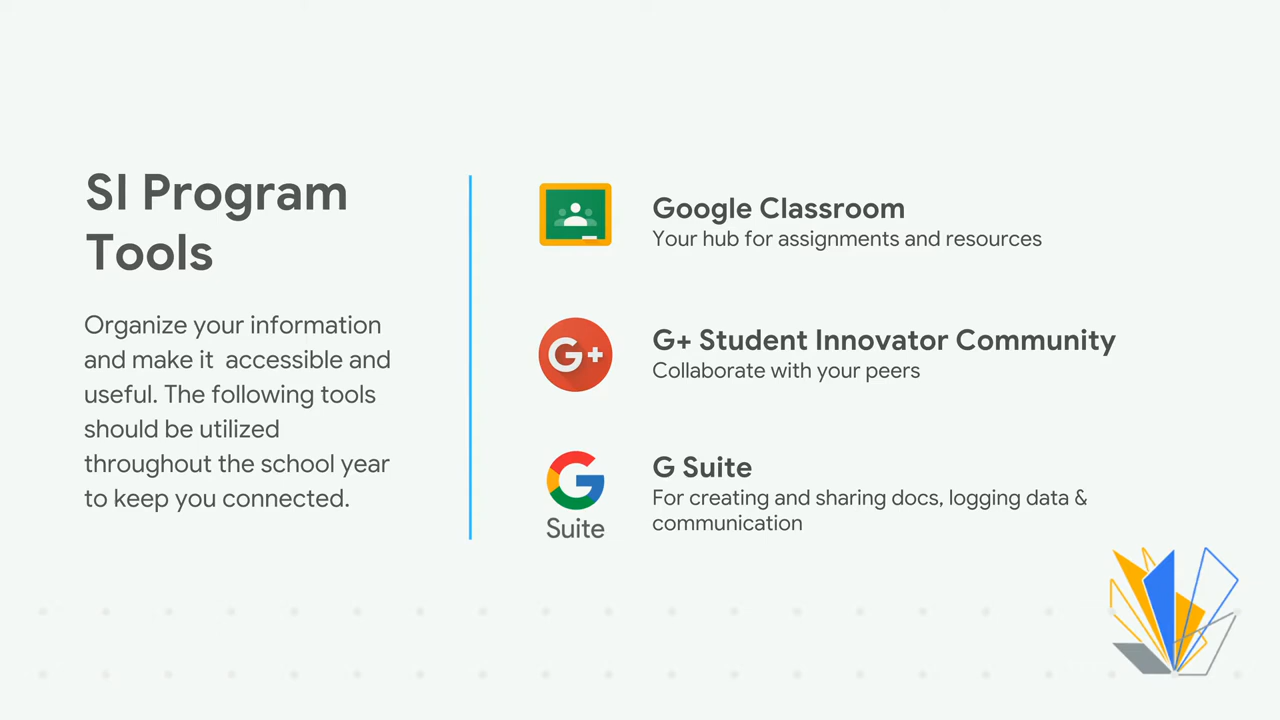 SI Program
Tools
Organize your information
and make it  accessible and
useful. The following tools
should be utilized
throughout the school year
to keep you connected.
Google Classroom
Your hub for assignments and resources
G+
G+ Student Innovator Community
Collaborate with your peers
G
Suite
G Suite
For creating and sharing docs, logging data &
communication